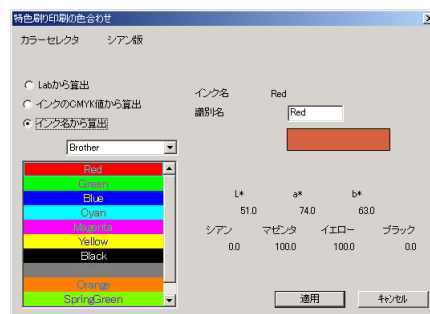 特色刷り印刷の色合わせ
カラーセレクタ シアン版
Labから算出
インクのCMYK値から算出
インク名から算出
Brother
Red
Green
Blue
Cyan
Magenta
Yellow
Black
Orange
SpringGreen
インク名 Red
識別名 Red
L* a* b*
51.0 74.0 63.0
シアン マゼンタ イエロー ブラック
0.0 100.0 100.0 0.0
適用 キャンセル